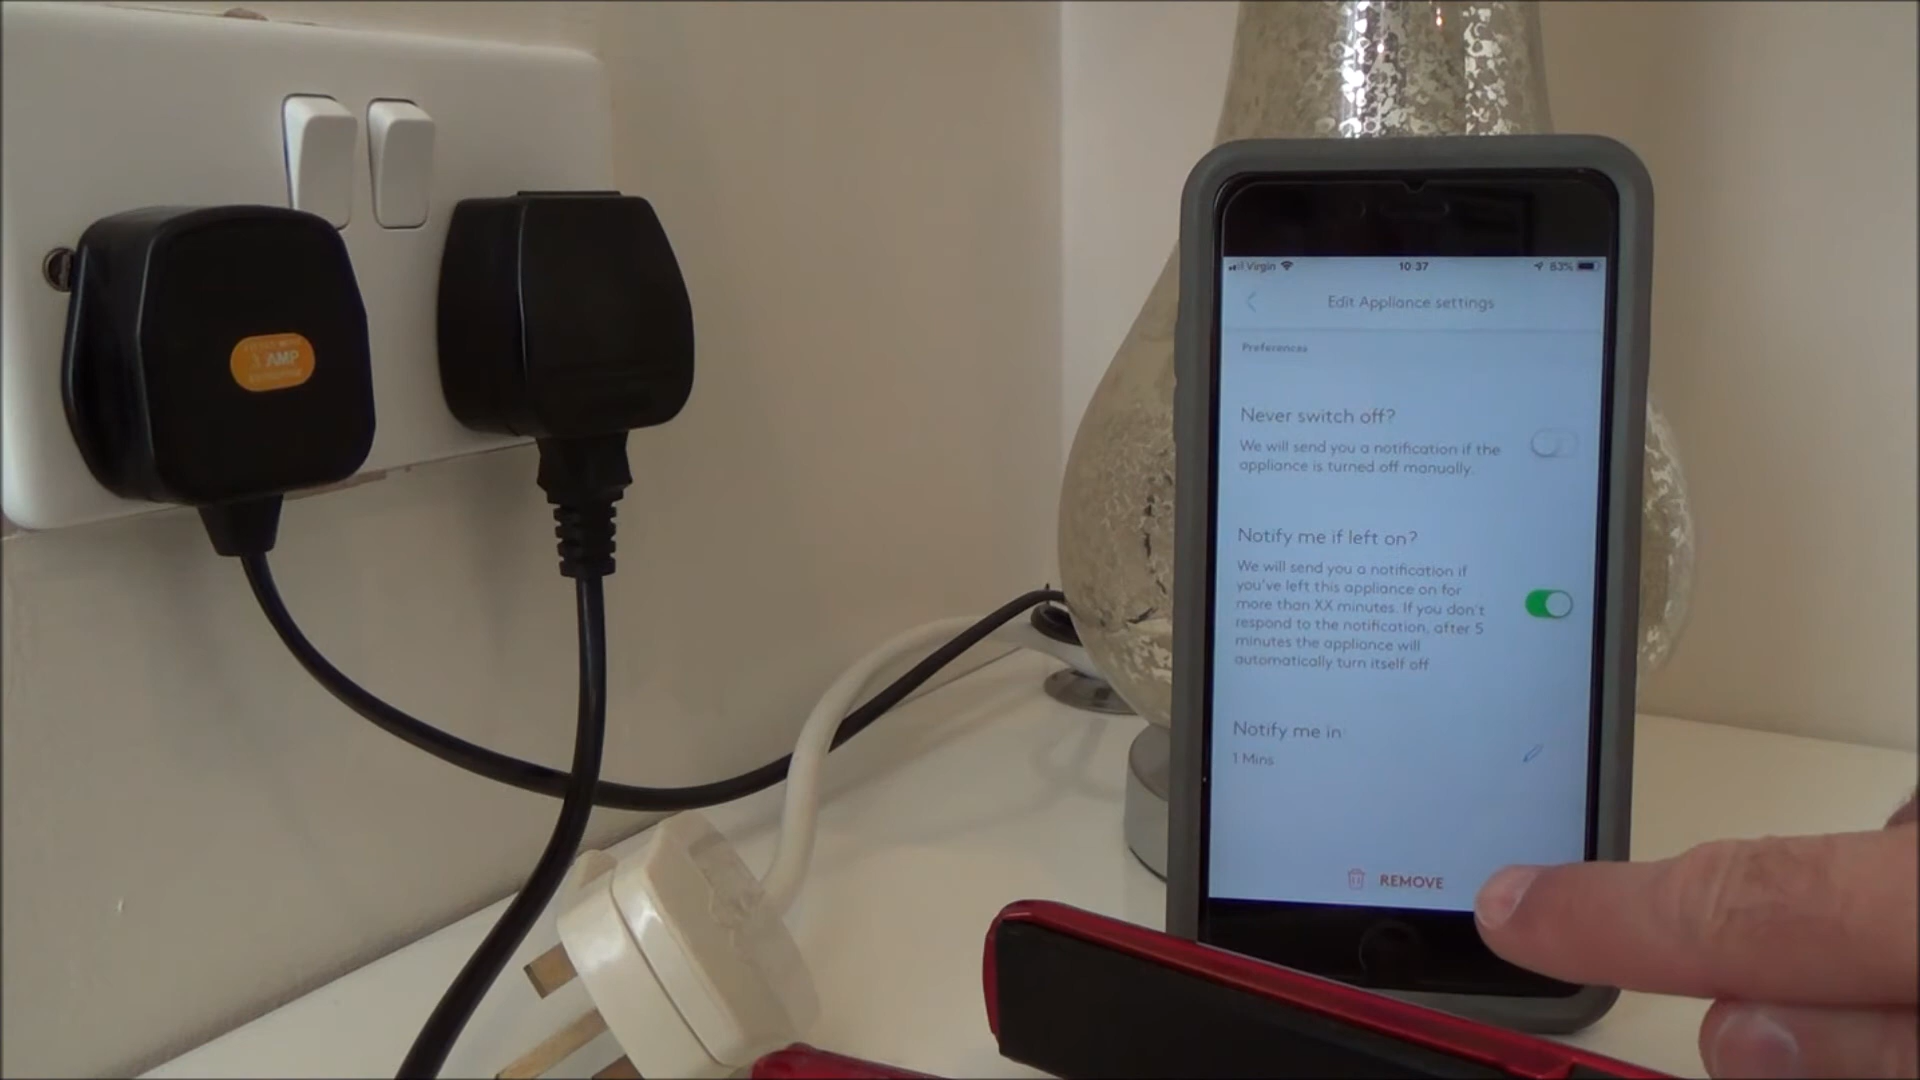 AMP
Virgin
10:37
83%
Edit Appliance settings
Preferences
Never switch off?
We will send you a notification if the
appliance is turned off manually.
Notify me if left on?
We will send you a notification if
you've left this appliance on for
more than XX minutes. If you don't
respond to the notification, after 5
minutes the appliance will
automatically turn itself off
Notify me in
1 Mins
REMOVE